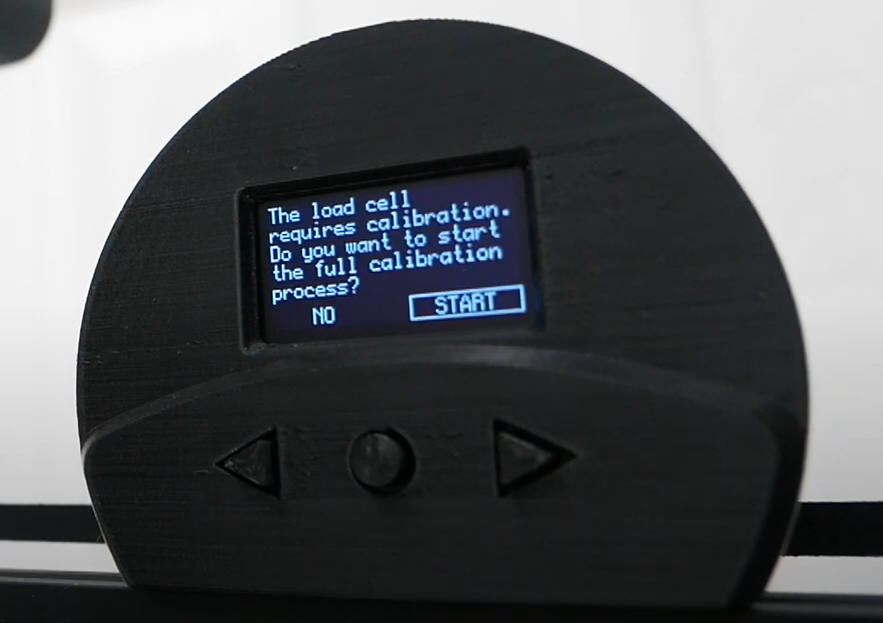 The load cell
requires calibration.
Do you want to start
the full calibration
process?
NO START